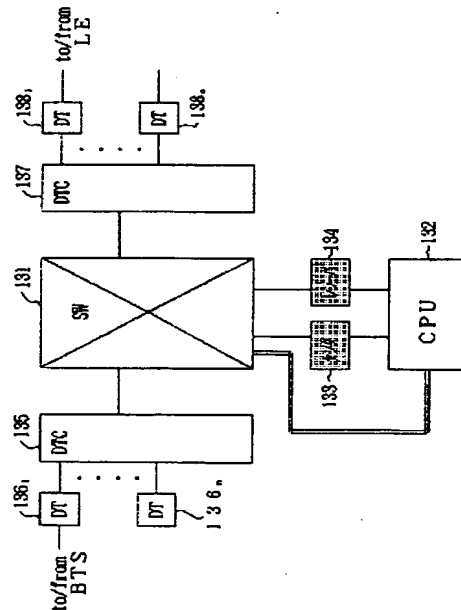 to/from
BTS
136₁
DT
DT
136ₙ
135
DTC
131
SW
137
DTC
138₁
DT
to/from
LE
DT
138ₙ
133
134
132
CPU